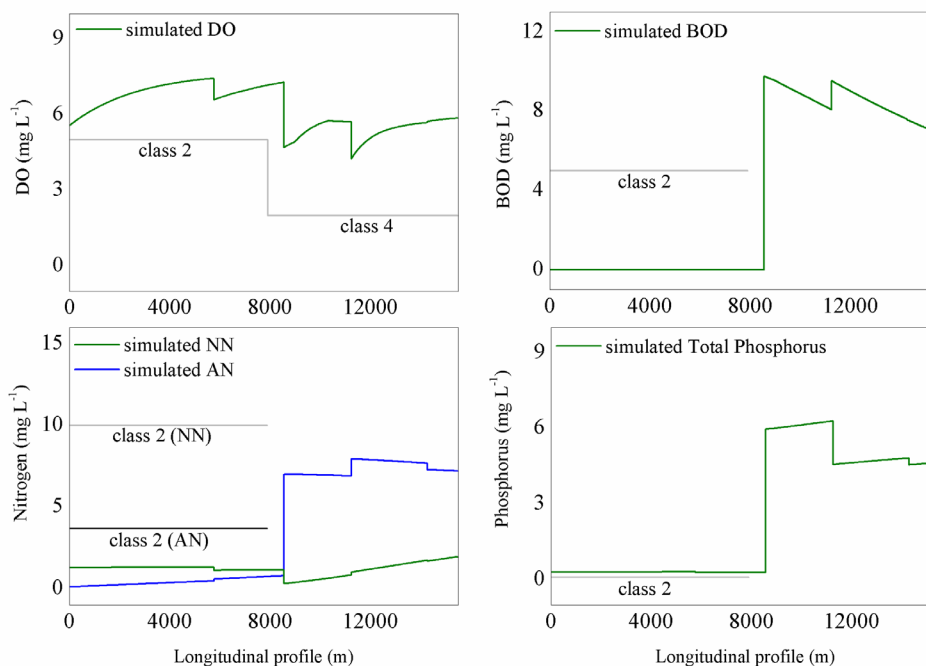 9
6
3
0
DO (mg L⁻¹)
simulated DO
class 2
class 4
0 4000 8000 12000
12
8
4
0
BOD (mg L⁻¹)
simulated BOD
class 2
0 4000 8000 12000
15
10
5
0
Nitrogen (mg L⁻¹)
simulated NN
simulated AN
class 2 (NN)
class 2 (AN)
0 4000 8000 12000
Longitudinal profile (m)
9
6
3
0
Phosphorus (mg L⁻¹)
simulated Total Phosphorus
class 2
0 4000 8000 12000
Longitudinal profile (m)